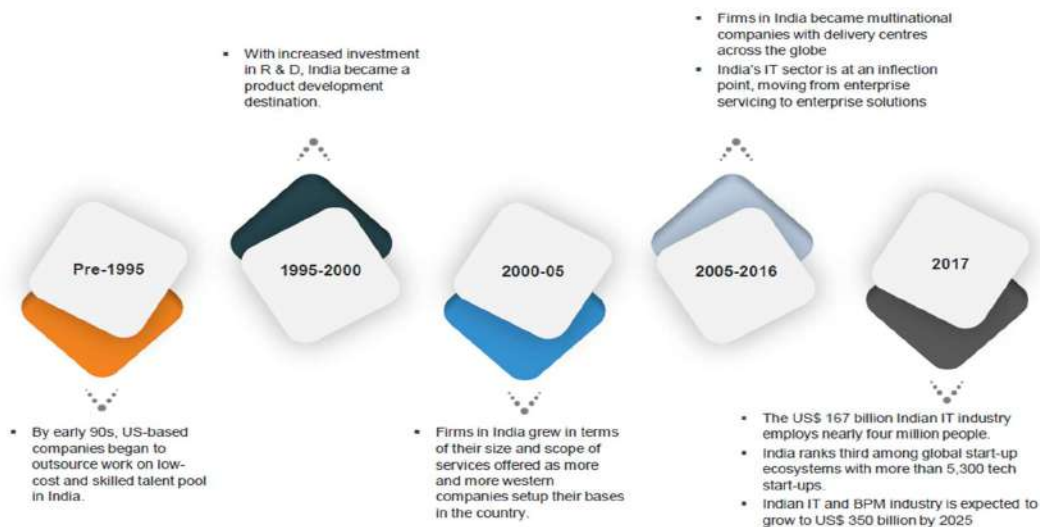 ▪ With increased investment
in R & D, India became a
product development
destination.
▪ Firms in India became multinational
companies with delivery centres
across the globe
▪ India's IT sector is at an inflection
point, moving from enterprise
servicing to enterprise solutions
Pre-1995
1995-2000
2000-05
2005-2016
2017
▪ By early 90s, US-based
companies began to
outsource work on low-
cost and skilled talent pool
in India.
▪ Firms in India grew in terms
of their size and scope of
services offered as more
and more western
companies setup their bases
in the country.
▪ The US$ 167 billion Indian IT industry
employs nearly four million people.
▪ India ranks third among global start-up
ecosystems with more than 5,300 tech
start-ups.
▪ Indian IT and BPM industry is expected to
grow to US$ 350 billion by 2025